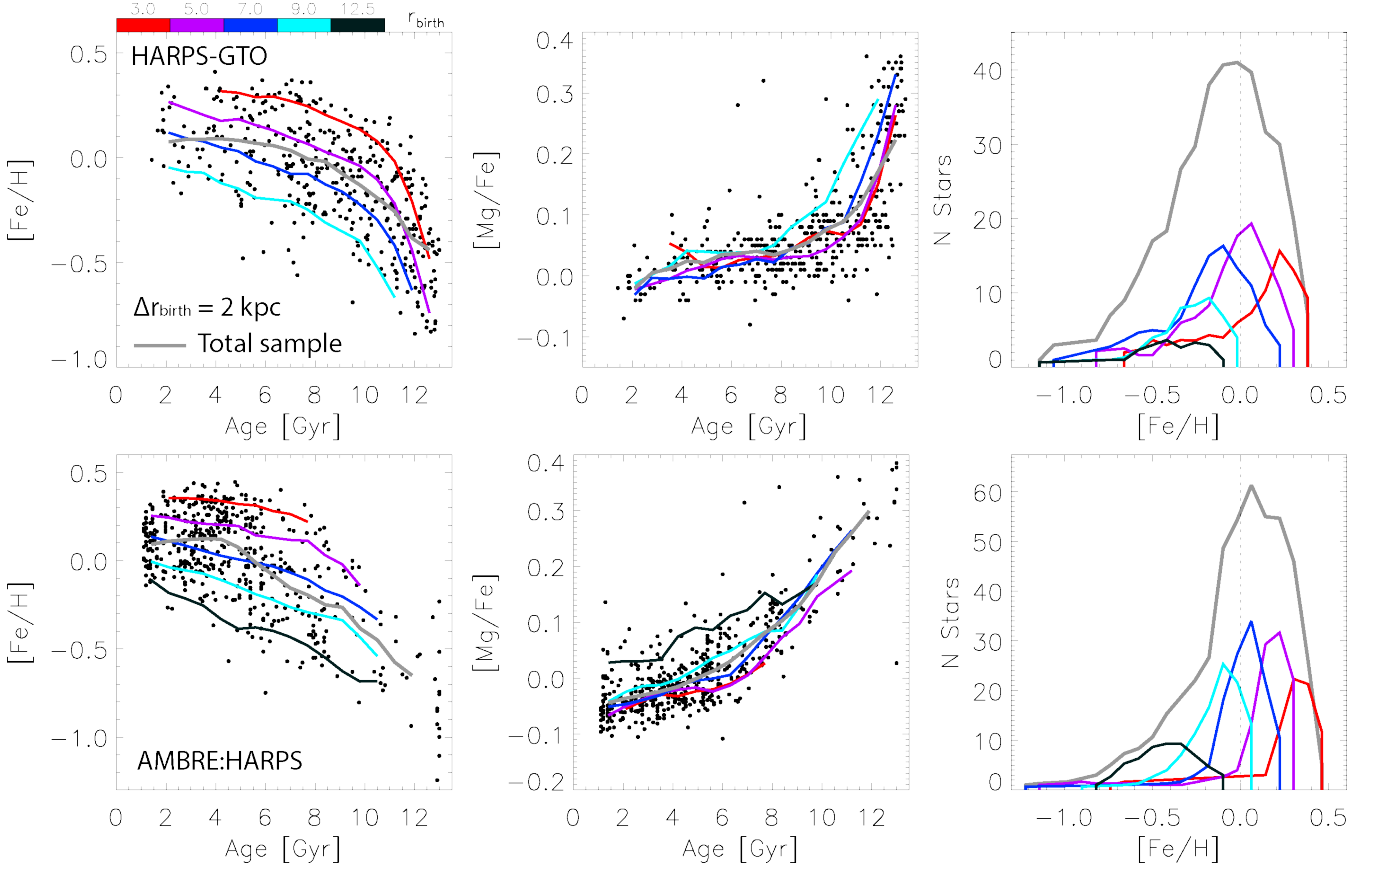 3.0 5.0 7.0 9.0 12.5 r birth
HARPS-GTO
Δr birth = 2 kpc
Total sample
[Fe/H]
0.5
0.0
−0.5
−1.0
0 2 4 6 8 10 12
Age [Gyr]
[Mg/Fe]
0.4
0.3
0.2
0.1
0.0
−0.1
2 4 6 8 10 12
Age [Gyr]
N Stars
40
30
20
10
0
−1.0 −0.5 0.0 0.5
[Fe/H]
AMBRE:HARPS
[Fe/H]
0.5
0.0
−0.5
−1.0
0 2 4 6 8 10 12
Age [Gyr]
[Mg/Fe]
0.4
0.3
0.2
0.1
0.0
−0.1
−0.2
0 2 4 6 8 10 12
Age [Gyr]
N Stars
60
50
40
30
20
10
0
−1.0 −0.5 0.0 0.5
[Fe/H]